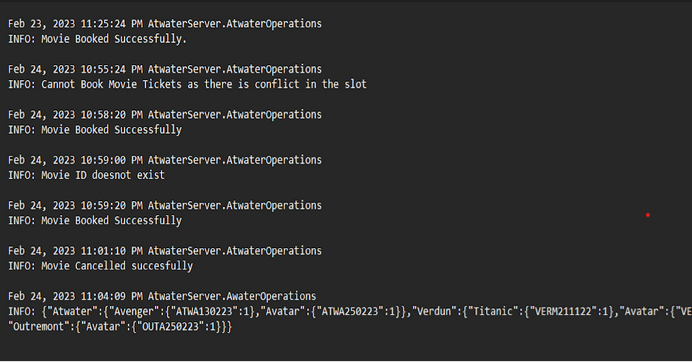 Feb 23, 2023 11:25:24 PM AtwaterServer.AtwaterOperations
INFO: Movie Booked Successfully.
Feb 24, 2023 10:55:24 PM AtwaterServer.AtwaterOperations
INFO: Cannot Book Movie Tickets as there is conflict in the slot
Feb 24, 2023 10:58:20 PM AtwaterServer.AtwaterOperations
INFO: Movie Booked Successfully
Feb 24, 2023 10:59:00 PM AtwaterServer.AtwaterOperations
INFO: Movie ID doesnot exist
Feb 24, 2023 10:59:20 PM AtwaterServer.AtwaterOperations
INFO: Movie Booked Successfully
Feb 24, 2023 11:01:10 PM AtwaterServer.AtwaterOperations
INFO: Movie Cancelled succesfully
Feb 24, 2023 11:04:09 PM AtwaterServer.AwaterOperations
INFO: {"Atwater":{"Avenger":{"ATWA130223":1},"Avatar":{"ATWA250223":1}},"Verdun":{"Titanic":{"VERM211122":1},"Avatar":{"VE
"Outremont":{"Avatar":{"OUTA250223":1}}}